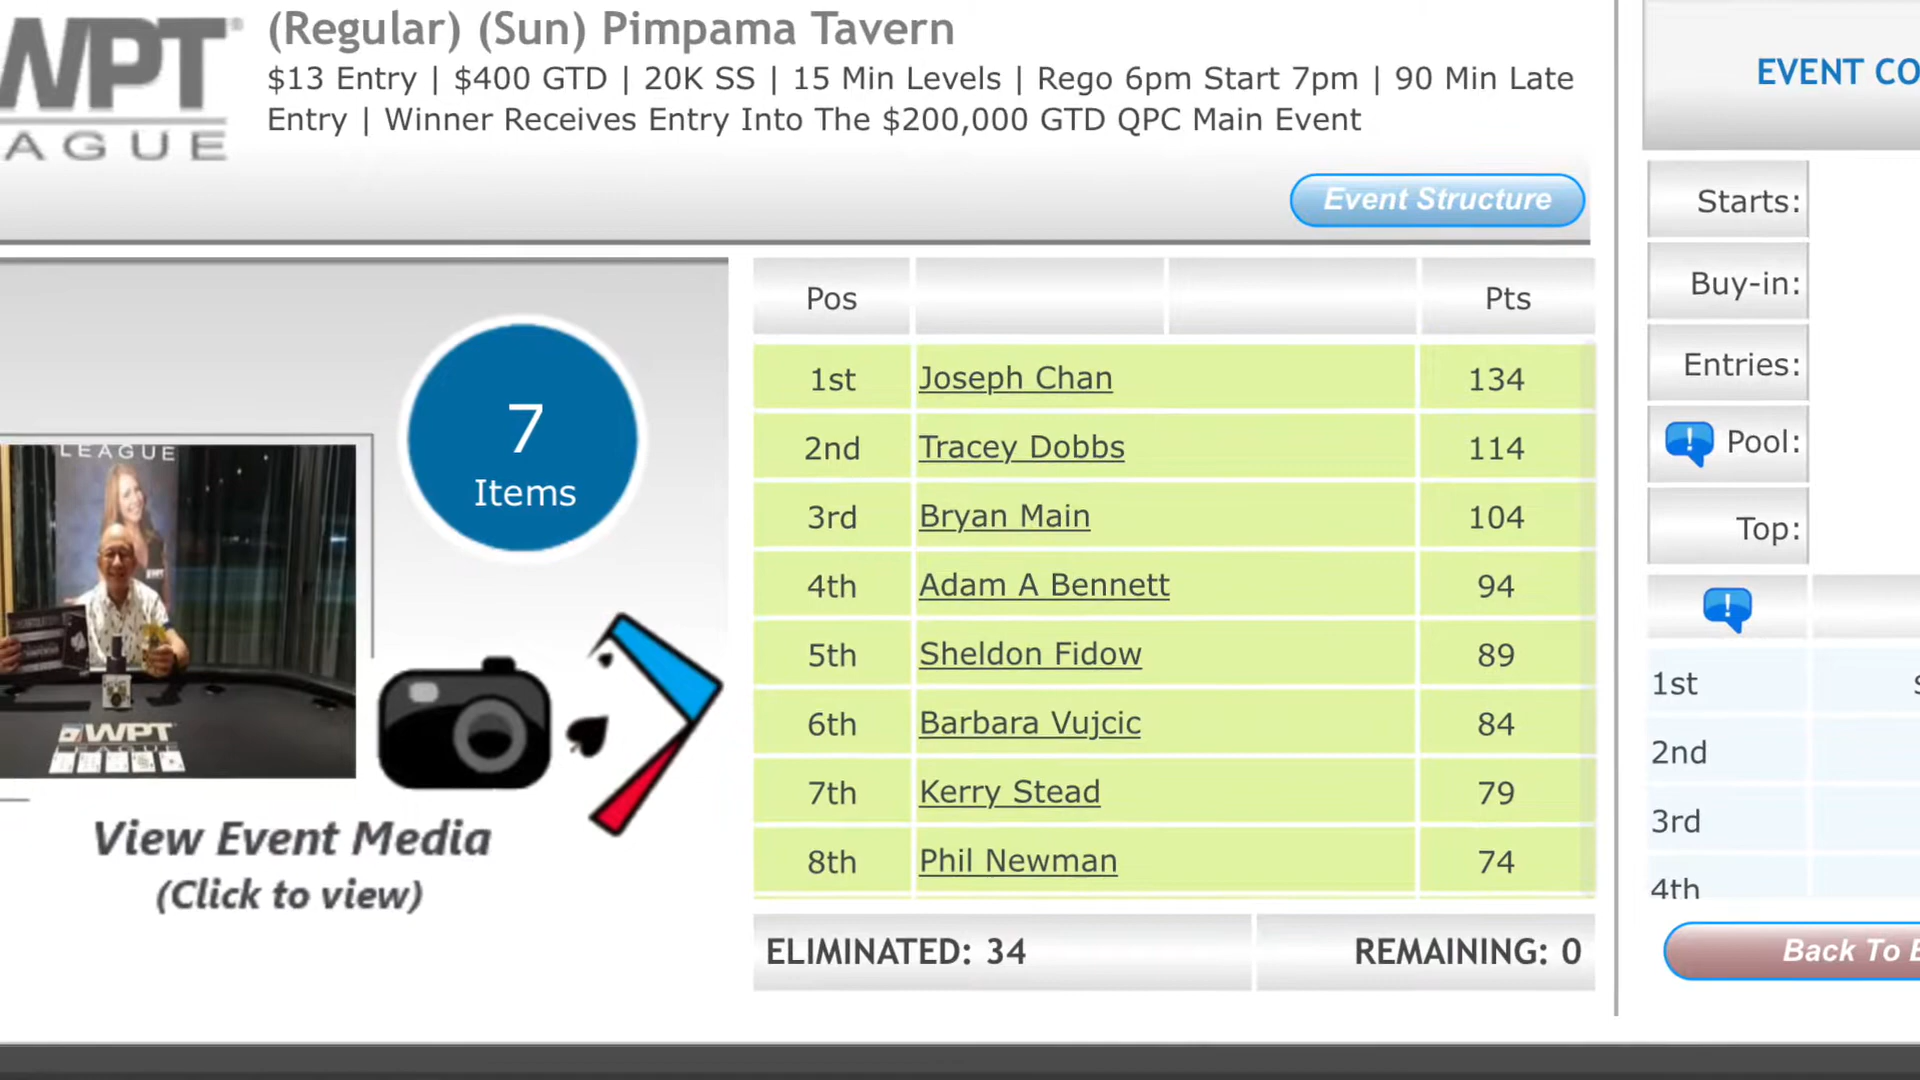 WPT
AGUE
(Regular) (Sun) Pimpama Tavern
$13 Entry | $400 GTD | 20K SS | 15 Min Levels | Rego 6pm Start 7pm | 90 Min Late
Entry | Winner Receives Entry Into The $200,000 GTD QPC Main Event
Event Structure
EVENT CO
Starts:
Buy-in:
Entries:
Pool:
Top:
7
Items
LEAGUE
WPT
View Event Media
(Click to view)
Pos Pts
1st Joseph Chan 134
2nd Tracey Dobbs 114
3rd Bryan Main 104
4th Adam A Bennett 94
5th Sheldon Fidow 89
6th Barbara Vujcic 84
7th Kerry Stead 79
8th Phil Newman 74
ELIMINATED: 34 REMAINING: 0
1st
2nd
3rd
4th
Back To